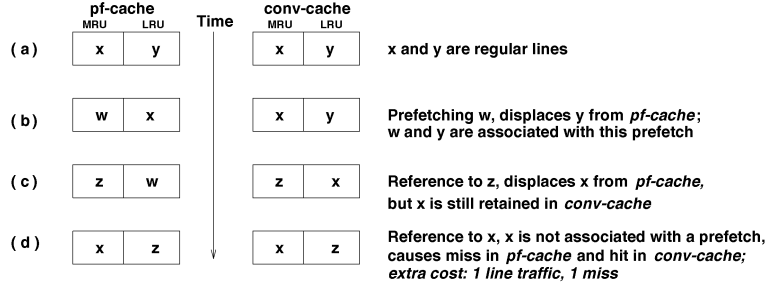 pf-cache Time conv-cache
MRU LRU MRU LRU
( a ) x y x y x and y are regular lines
( b ) w x x y Prefetching w, displaces y from pf-cache;
w and y are associated with this prefetch
( c ) z w z x Reference to z, displaces x from pf-cache,
but x is still retained in conv-cache
( d ) x z x z Reference to x, x is not associated with a prefetch,
causes miss in pf-cache and hit in conv-cache;
extra cost: 1 line traffic, 1 miss